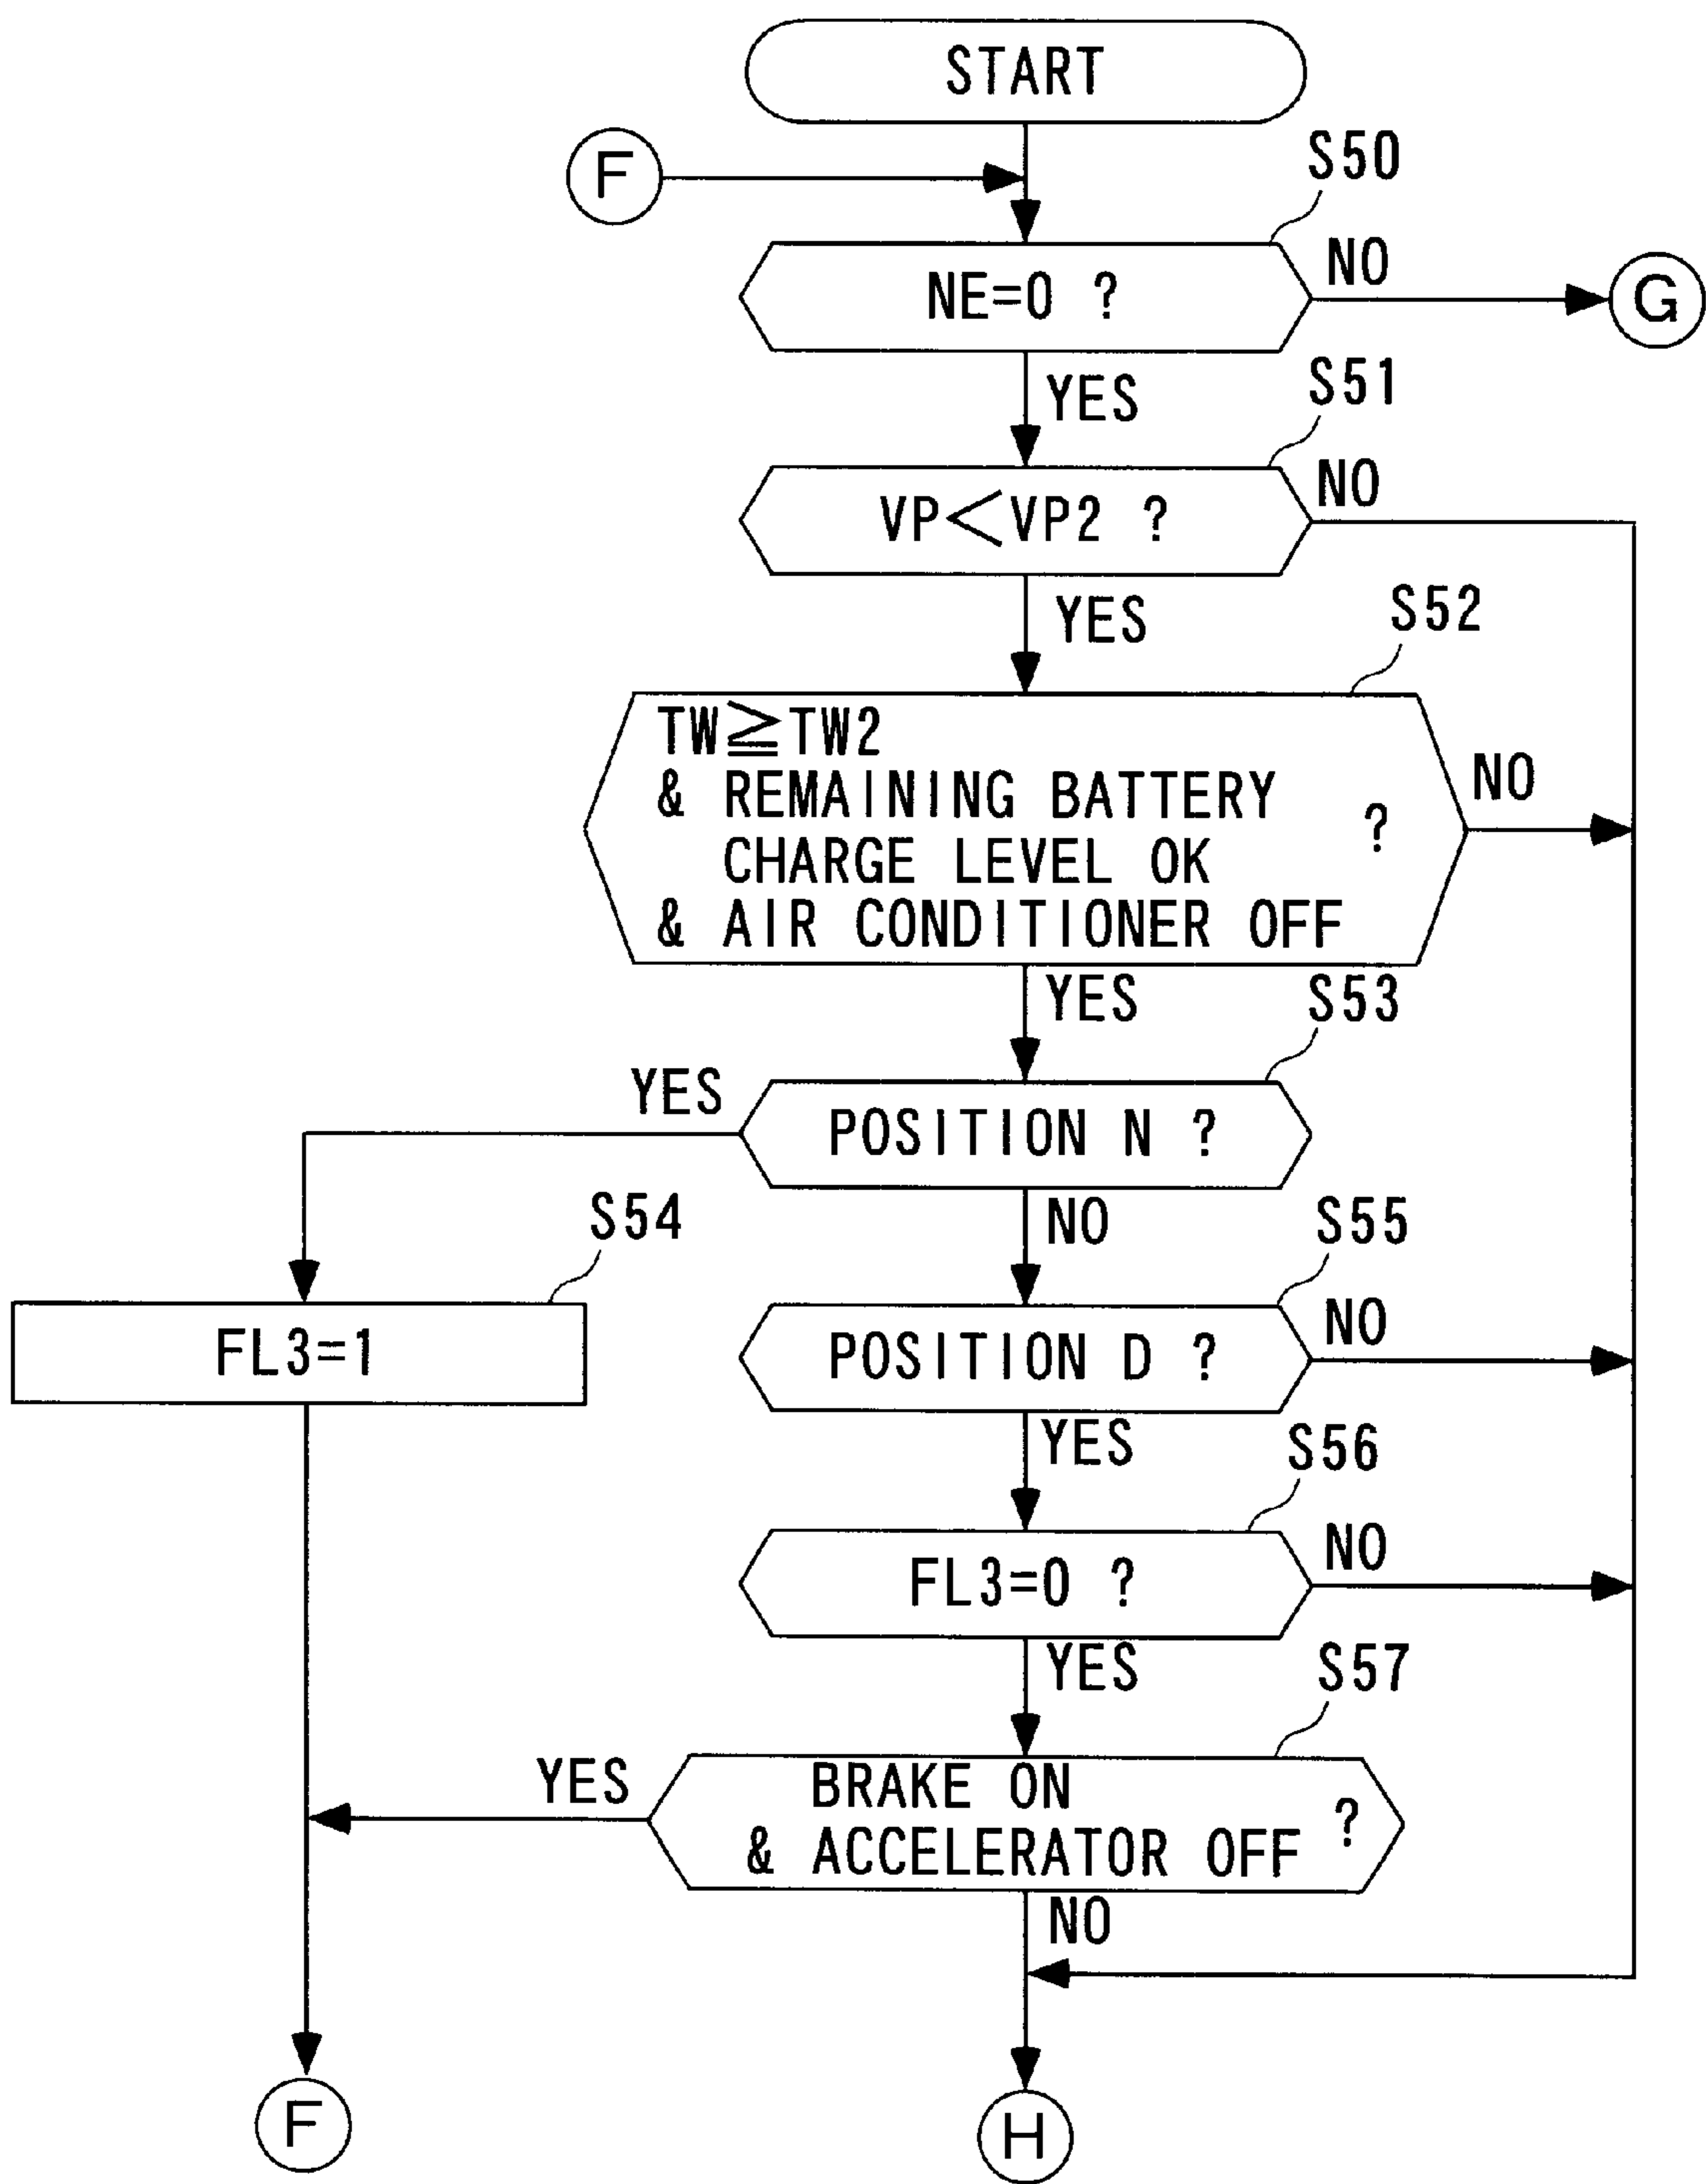 START
F
S50
NE=0 ?
NO
G
YES
S51
VP<VP2 ?
NO
YES
S52
TW≧TW2
& REMAINING BATTERY
CHARGE LEVEL OK
& AIR CONDITIONER OFF
?
NO
YES
S53
YES
POSITION N ?
NO
S54
FL3=1
S55
POSITION D ?
NO
YES
S56
FL3=0 ?
NO
YES
S57
YES
BRAKE ON
& ACCELERATOR OFF
?
NO
F
H